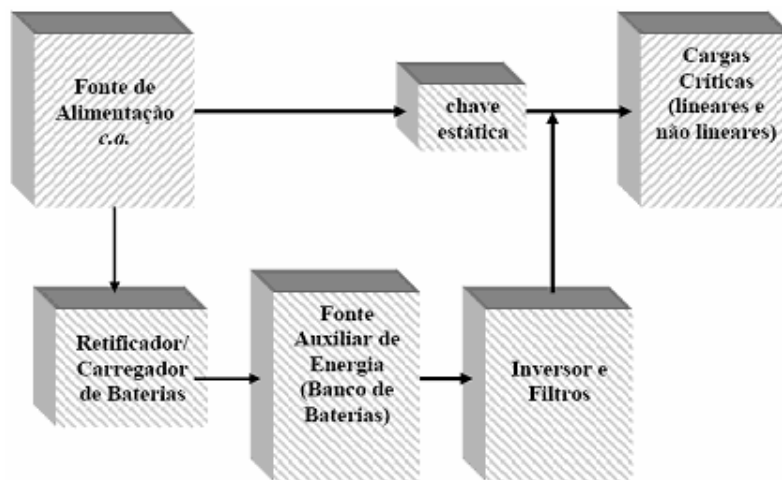 Fonte de
Alimentação
c.a.
chave
estática
Cargas
Críticas
(lineares e
não lineares)
Retificador/
Carregador
de Baterias
Fonte
Auxiliar de
Energia
(Banco de
Baterias)
Inversor e
Filtros